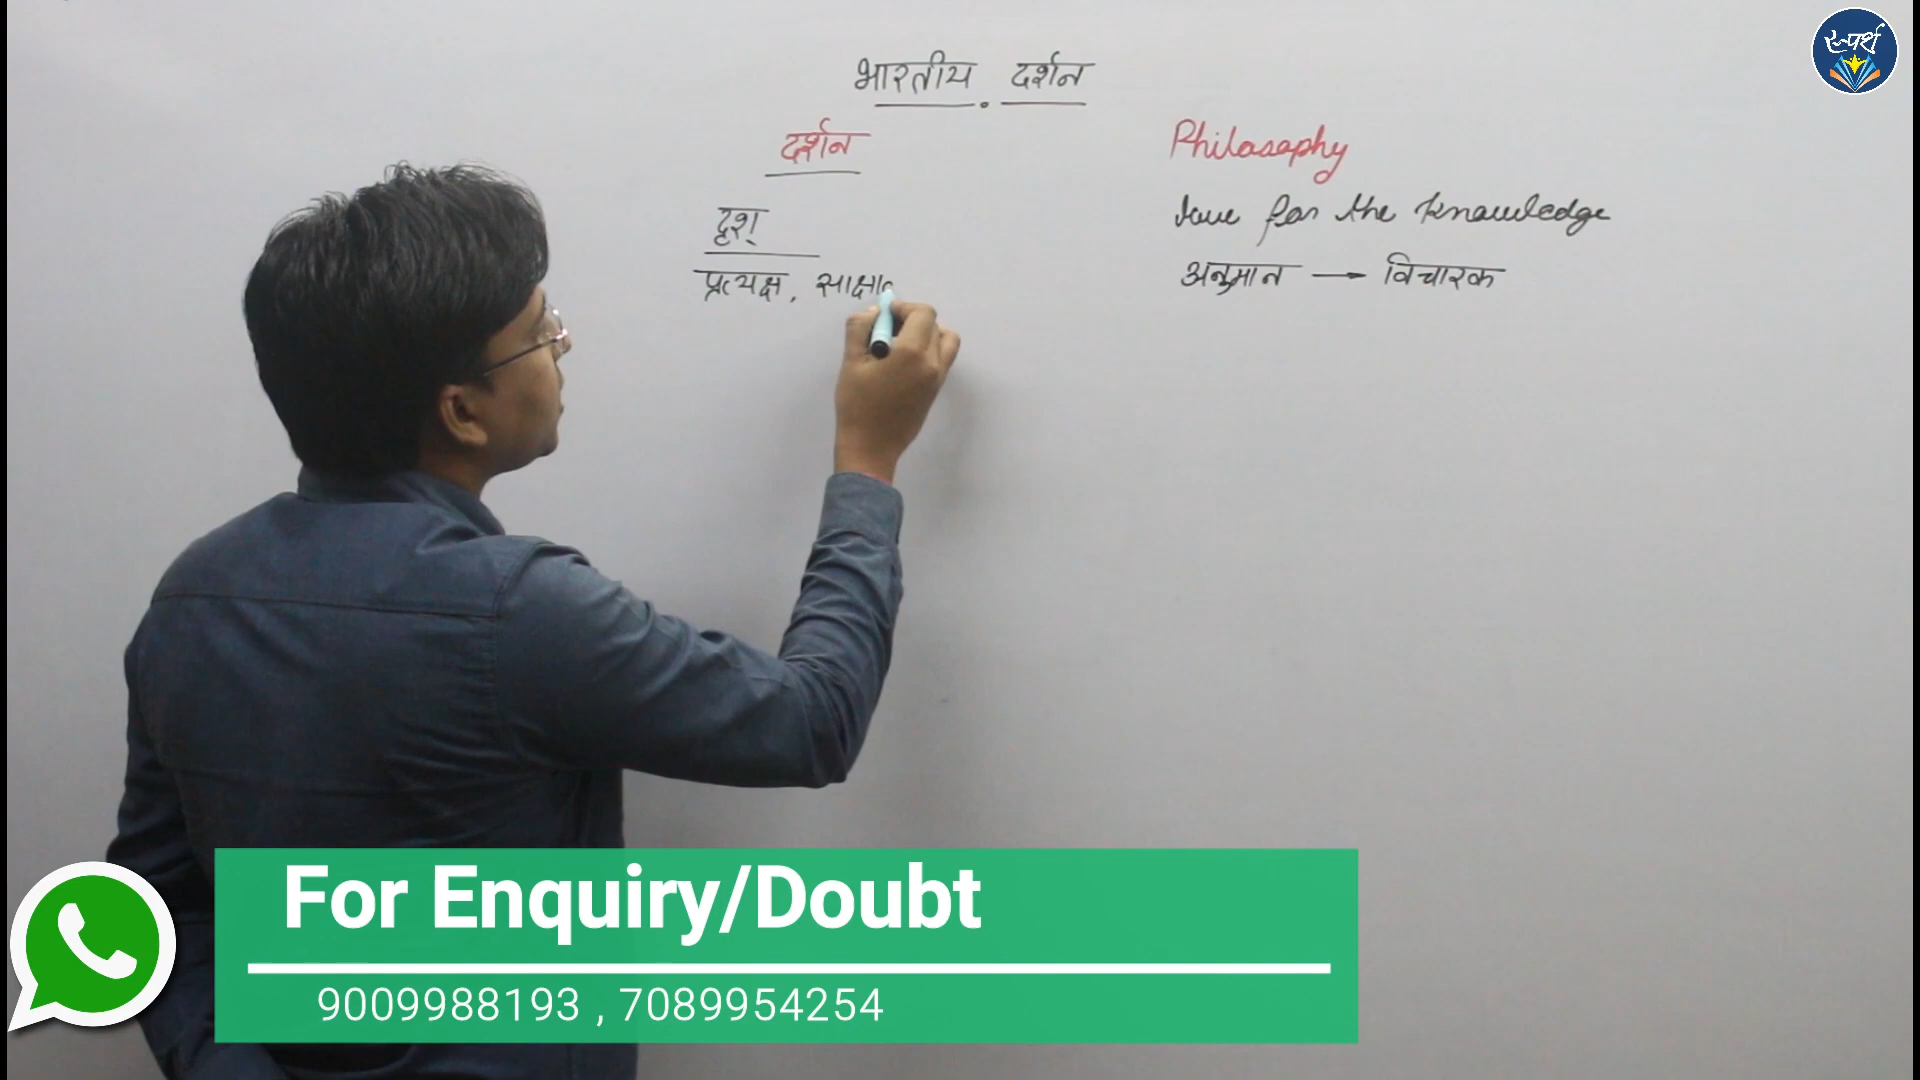 स्पर्श
भारतीय दर्शन
दर्शन
Philosophy
दृश्
love for the knowledge
प्रत्यक्ष, साक्षात
अनुमान → विचारक
For Enquiry/Doubt
9009988193 , 7089954254